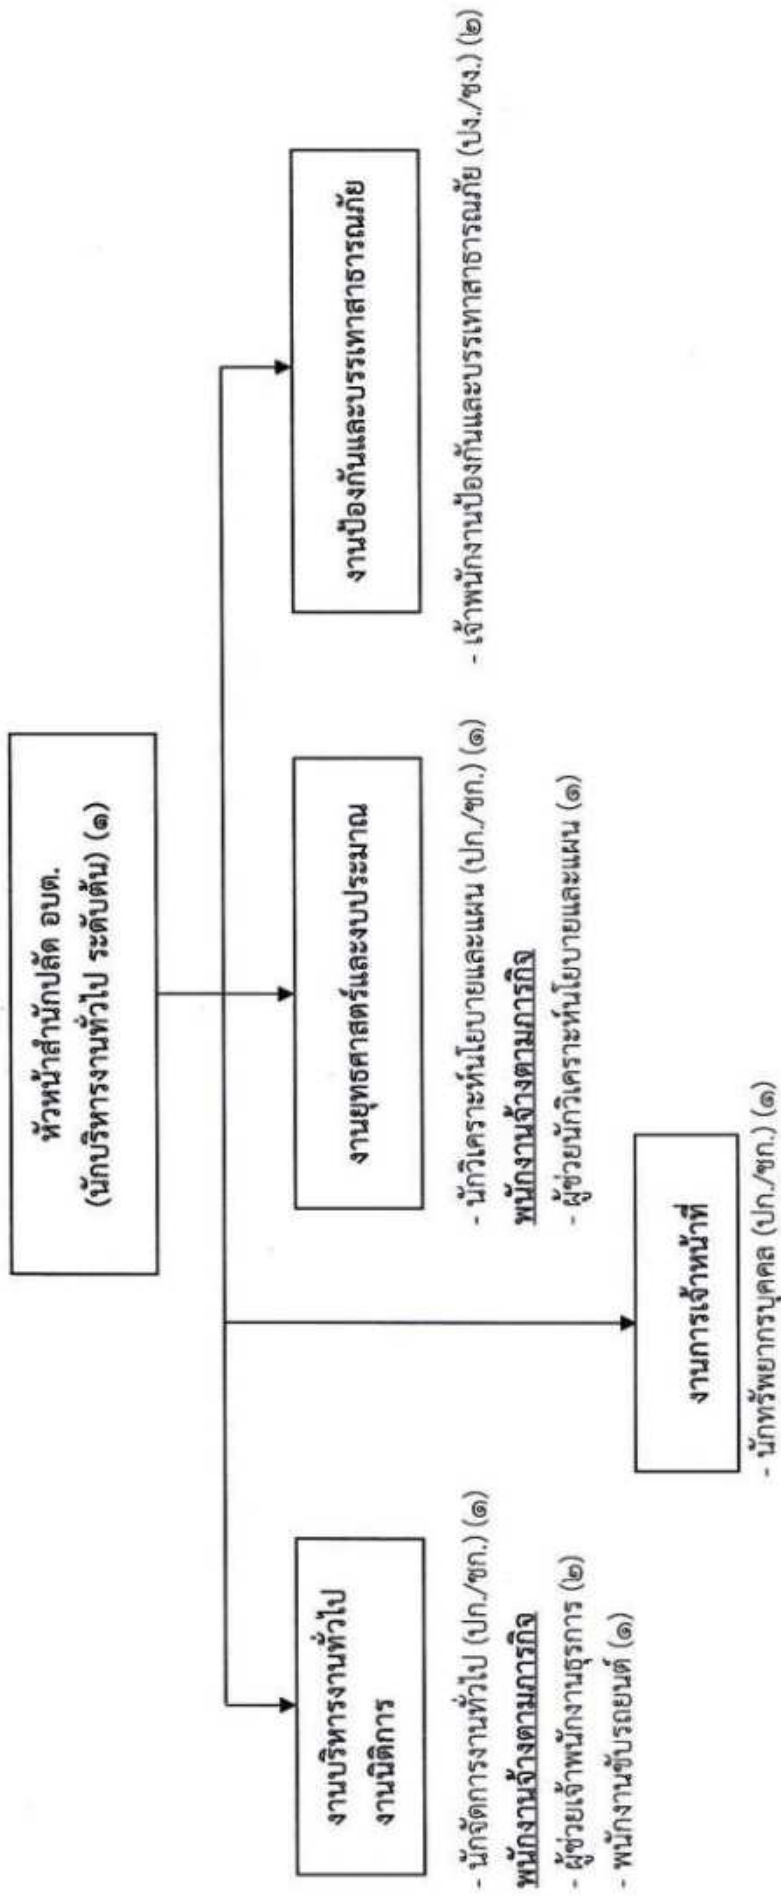 หัวหน้าสำนักปลัด อบต.
(นักบริหารงานทั่วไป ระดับต้น) (๑)
งานบริหารงานทั่วไป
งานนิติการ
- นักจัดการงานทั่วไป (ปก./ชก.) (๑)
พนักงานจ้างตามภารกิจ
- ผู้ช่วยเจ้าพนักงานธุรการ (๒)
- พนักงานขับรถยนต์ (๑)
งานการเจ้าหน้าที่
- นักทรัพยากรบุคคล (ปก./ชก.) (๑)
งานยุทธศาสตร์และงบประมาณ
- นักวิเคราะห์นโยบายและแผน (ปก./ชก.) (๑)
พนักงานจ้างตามภารกิจ
- ผู้ช่วยนักวิเคราะห์นโยบายและแผน (๑)
งานป้องกันและบรรเทาสาธารณภัย
- เจ้าพนักงานป้องกันและบรรเทาสาธารณภัย (ปง./ชง.) (๒)